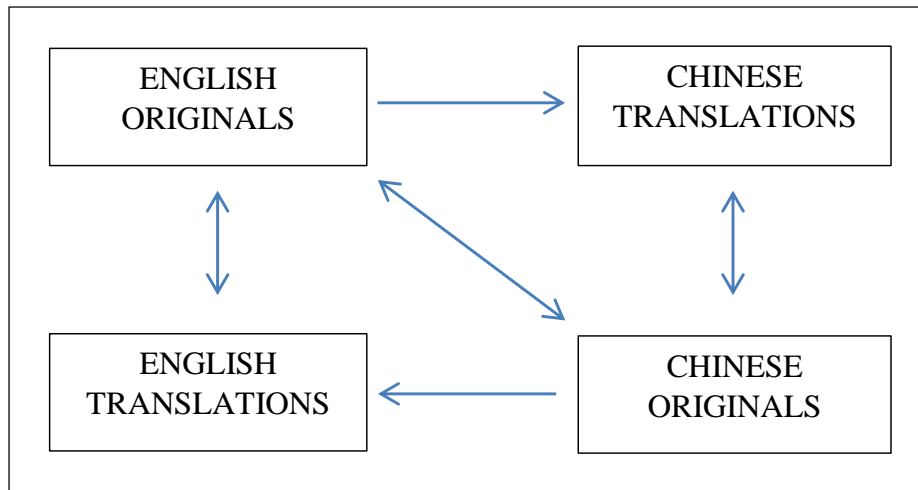 ENGLISH
ORIGINALS
CHINESE
TRANSLATIONS
ENGLISH
TRANSLATIONS
CHINESE
ORIGINALS